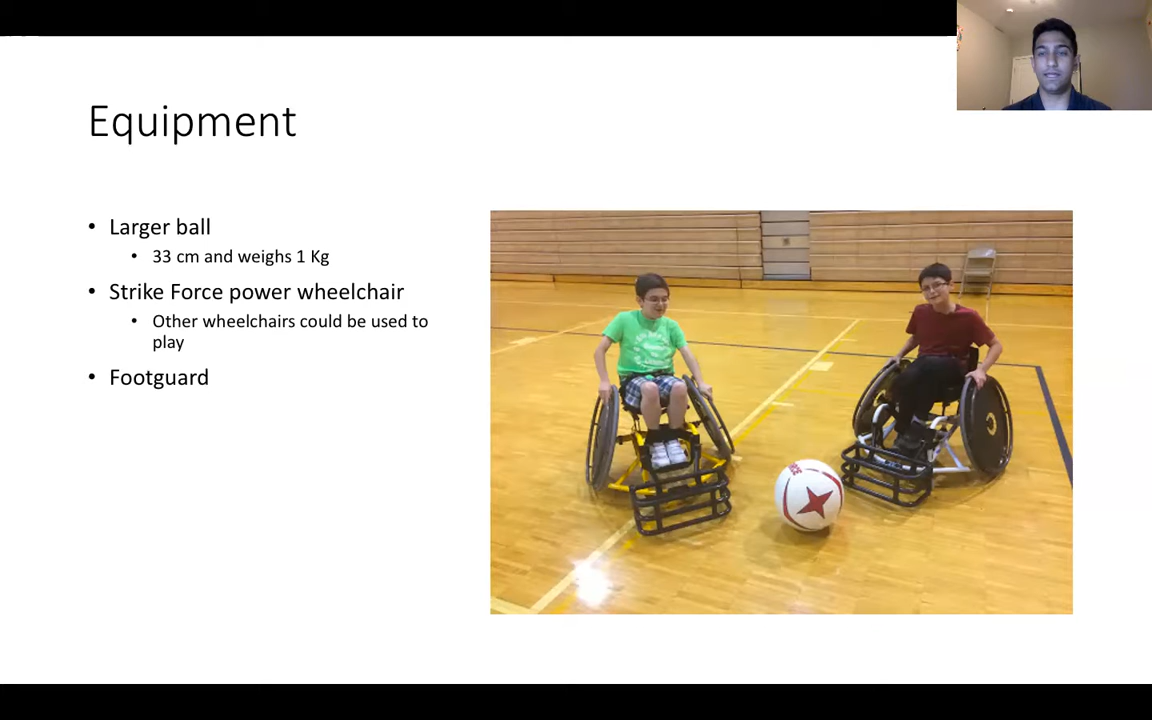 Equipment
• Larger ball
• 33 cm and weighs 1 Kg
• Strike Force power wheelchair
• Other wheelchairs could be used to
play
• Footguard